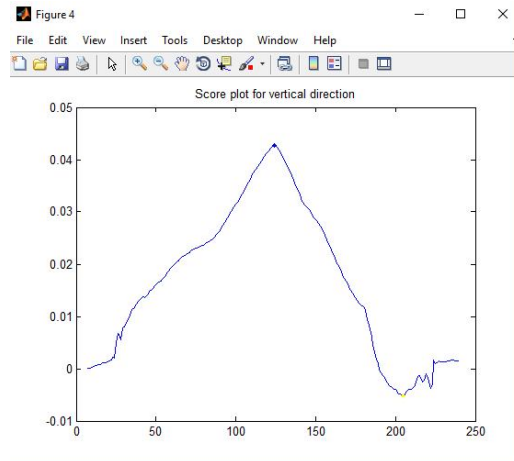 Figure 4
File Edit View Insert Tools Desktop Window Help
Score plot for vertical direction
0.05
0.04
0.03
0.02
0.01
0
-0.01
0 50 100 150 200 250